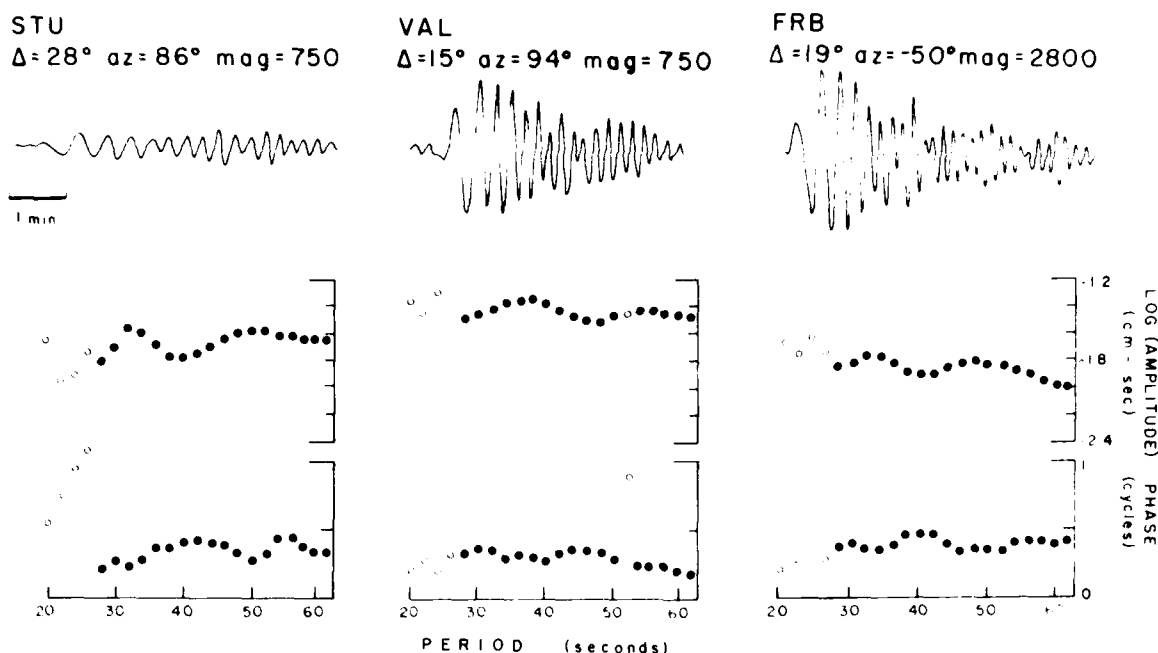 STU
Δ=28° az=86° mag=750
VAL
Δ=15° az=94° mag=750
FRB
Δ=19° az=-50° mag=2800
1 min
-1.2
-1.8
-2.4
LOG (AMPLITUDE)
(cm-sec)
1
0
PHASE
(cycles)
20 30 40 50 60
20 30 40 50 60
20 30 40 50
PERIOD (seconds)